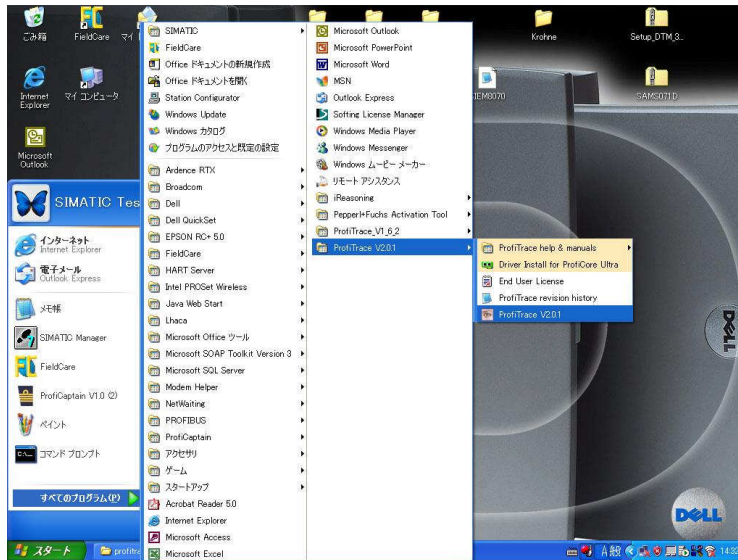 ごみ箱
FieldCare
マイ
Internet
Explorer
マイ コンピュータ
Microsoft
Outlook
Krohne
Setup_DTM_3...
SAMS071D
SIMATIC Tes
インターネット
Internet Explorer
電子メール
Outlook Express
メモ帳
SIMATIC Manager
FieldCare
ProfiCaptain V1.0 (2)
ペイント
コマンド プロンプト
すべてのプログラム(P)
SIMATIC
FieldCare
Office ドキュメントの新規作成
Office ドキュメントを開く
Station Configurator
Windows Update
Windows カタログ
プログラムのアクセスと既定の設定
Ardence RTX
Broadcom
Dell
Dell QuickSet
EPSON RC+ 5.0
FieldCare
HART Server
Intel PROSet Wireless
Java Web Start
Lhaca
Microsoft Office ツール
Microsoft SOAP Toolkit Version 3
Microsoft SQL Server
Modem Helper
NetWaiting
PROFIBUS
ProfiCaptain
アクセサリ
ゲーム
スタートアップ
Acrobat Reader 5.0
Internet Explorer
Microsoft Access
Microsoft Excel
Microsoft Outlook
Microsoft PowerPoint
Microsoft Word
MSN
Outlook Express
Softing License Manager
Windows Media Player
Windows Messenger
Windows ムービー メーカー
リモート アシスタンス
iReasoning
Pepperl+Fuchs Activation Tool
ProfiTrace_V1_6_2
ProfiTrace V2.0.1
ProfiTrace help & manuals
Driver Install for ProfiCore Ultra
End User License
ProfiTrace revision history
ProfiTrace V2.0.1
DELL
DELL
スタート
profitra
A 般